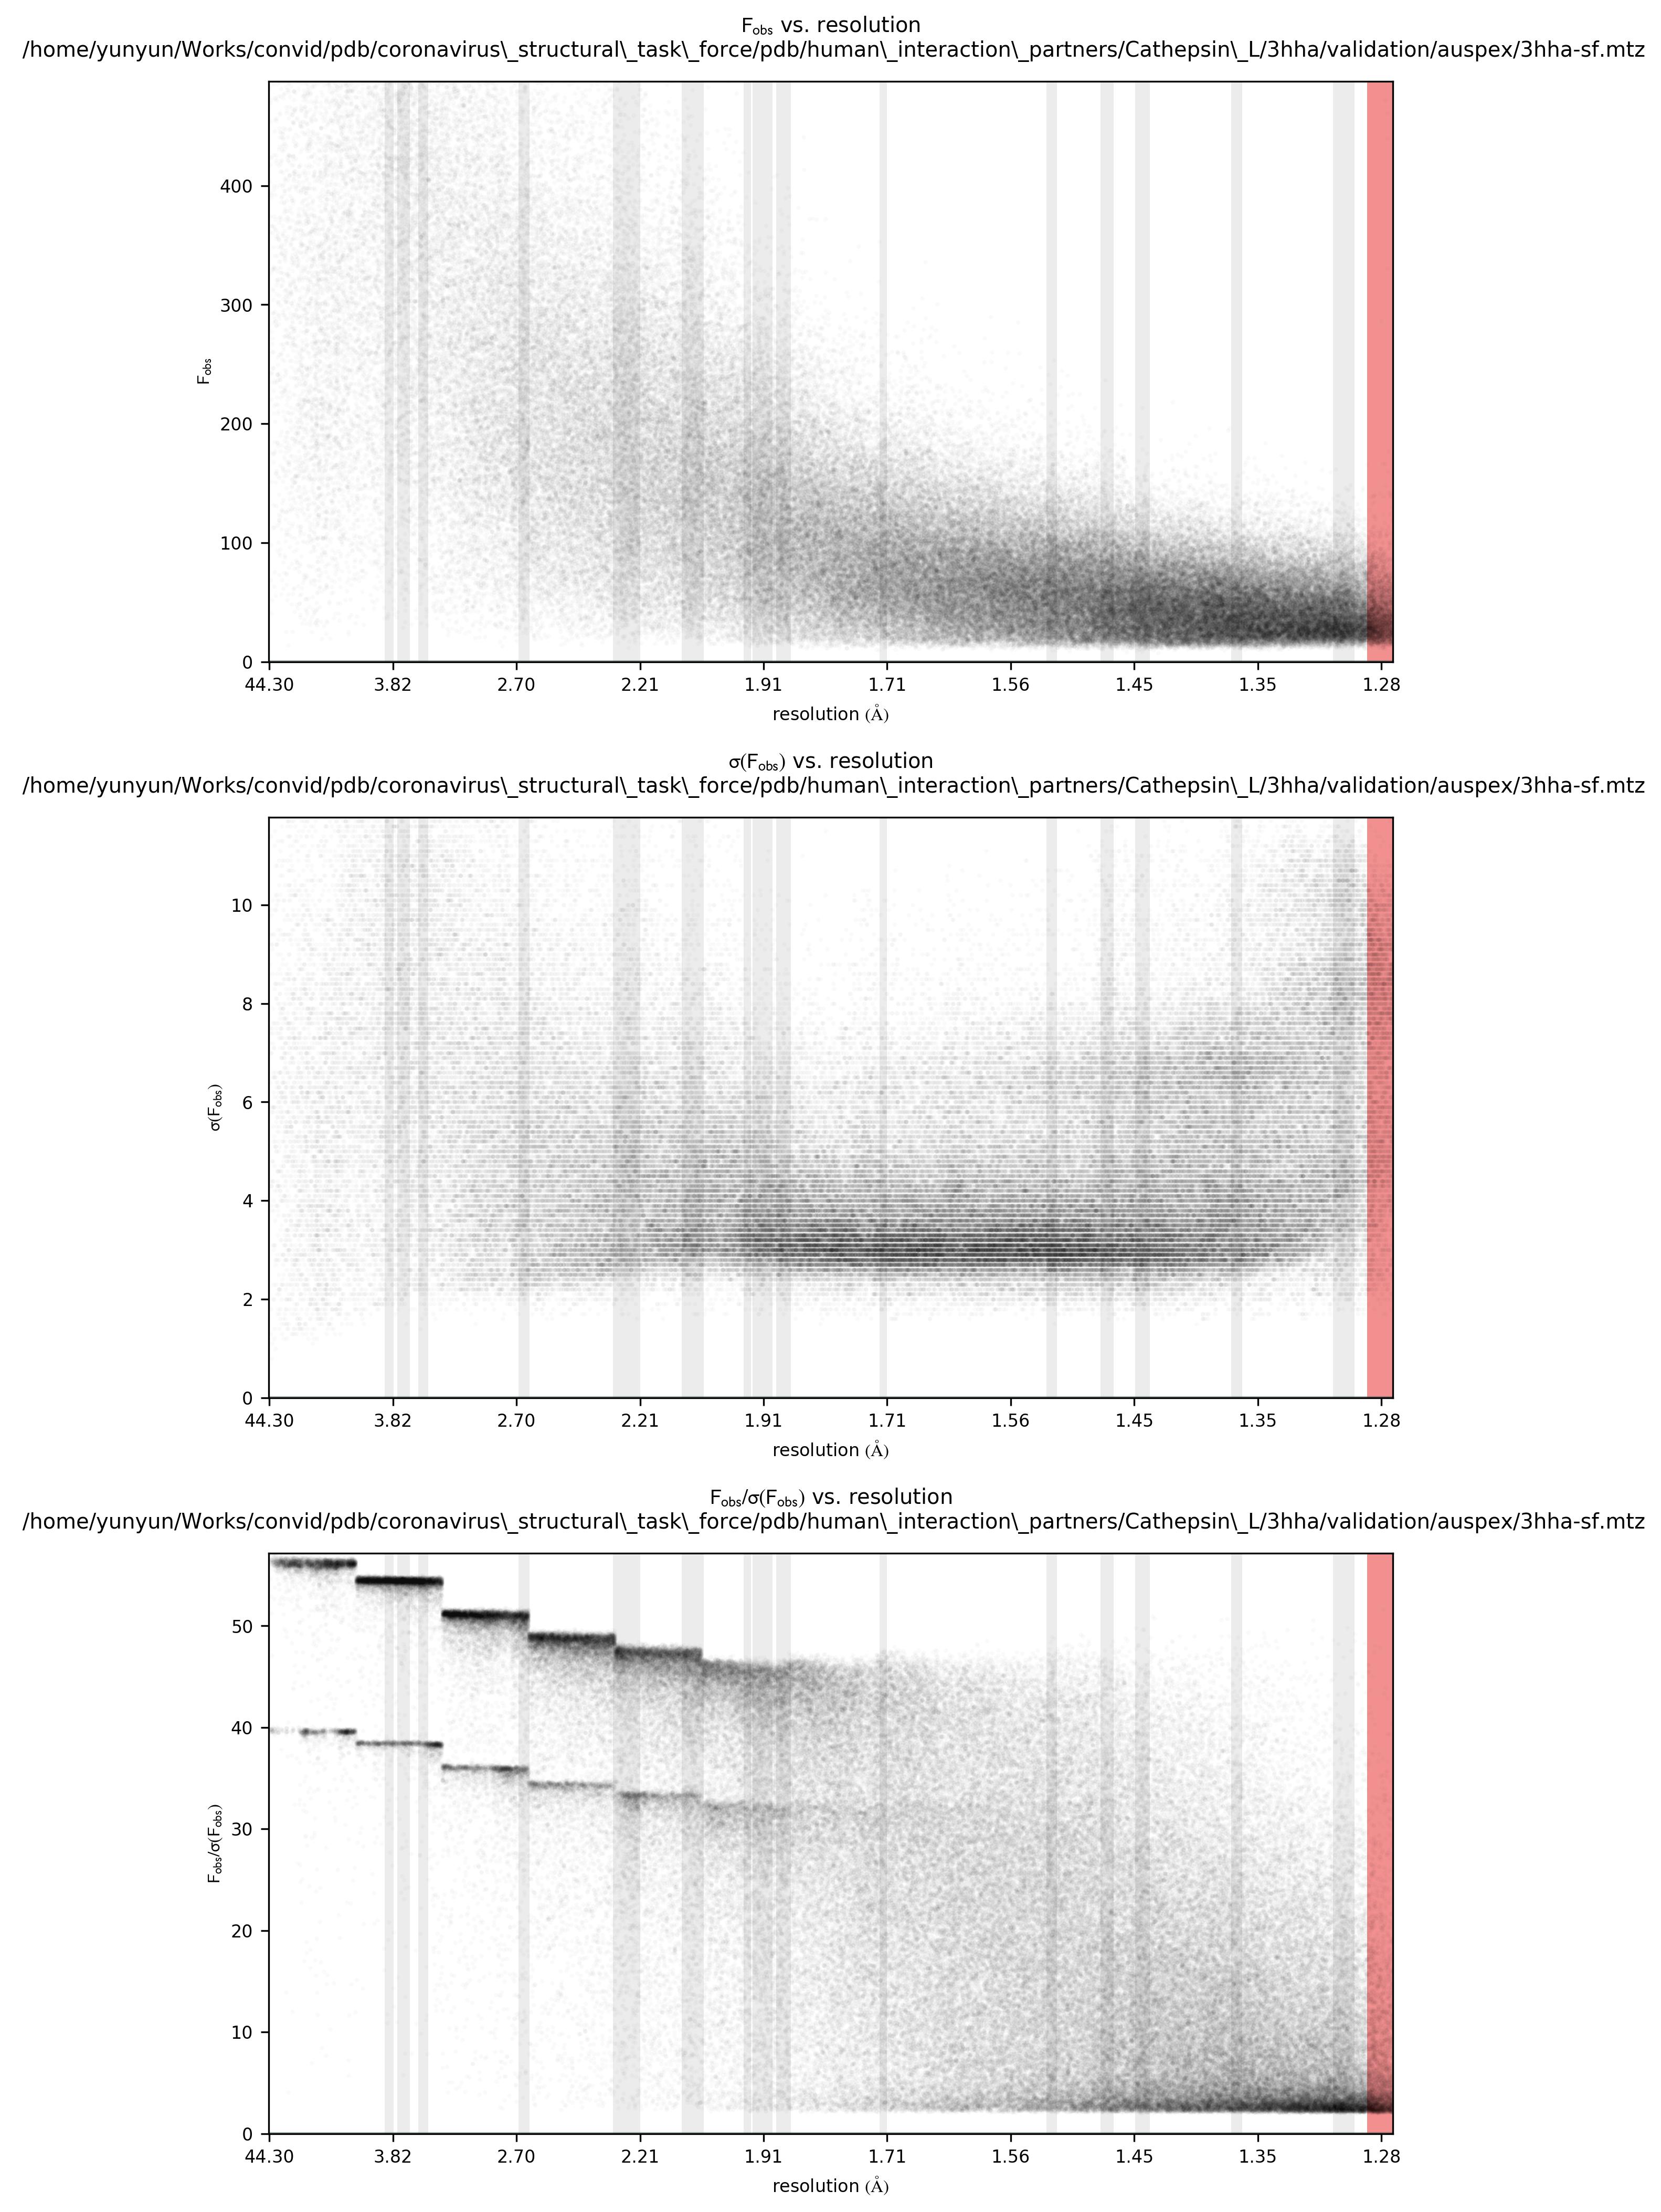 Fobs vs. resolution
/home/yunyun/Works/convid/pdb/coronavirus\_structural\_task\_force/pdb/human\_interaction\_partners/Cathepsin\_L/3hha/validation/auspex/3hha-sf.mtz
400
300
200
100
0
Fobs
44.30 3.82 2.70 2.21 1.91 1.71 1.56 1.45 1.35 1.28
resolution (Å)
σ(Fobs) vs. resolution
/home/yunyun/Works/convid/pdb/coronavirus\_structural\_task\_force/pdb/human\_interaction\_partners/Cathepsin\_L/3hha/validation/auspex/3hha-sf.mtz
10
8
6
4
2
0
σ(Fobs)
44.30 3.82 2.70 2.21 1.91 1.71 1.56 1.45 1.35 1.28
resolution (Å)
Fobs/σ(Fobs) vs. resolution
/home/yunyun/Works/convid/pdb/coronavirus\_structural\_task\_force/pdb/human\_interaction\_partners/Cathepsin\_L/3hha/validation/auspex/3hha-sf.mtz
50
40
30
20
10
0
Fobs/σ(Fobs)
44.30 3.82 2.70 2.21 1.91 1.71 1.56 1.45 1.35 1.28
resolution (Å)